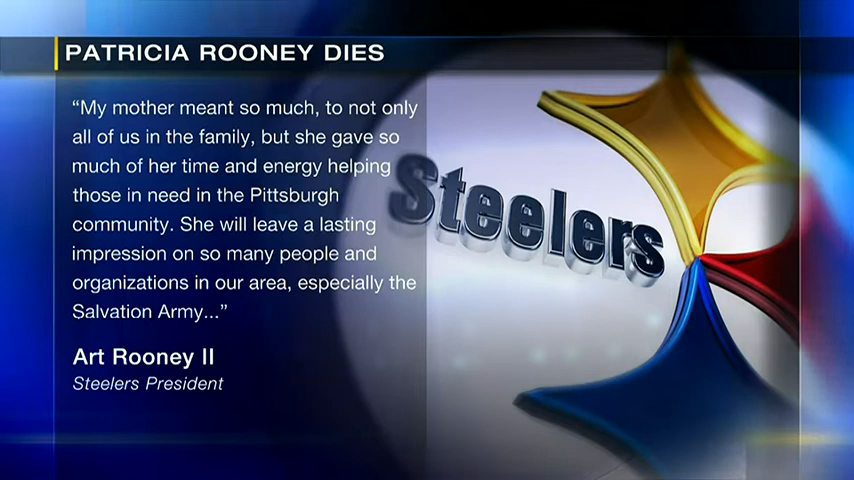 PATRICIA ROONEY DIES
“My mother meant so much, to not only
all of us in the family, but she gave so
much of her time and energy helping
those in need in the Pittsburgh
community. She will leave a lasting
impression on so many people and
organizations in our area, especially the
Salvation Army...”
Art Rooney II
Steelers President
Steelers